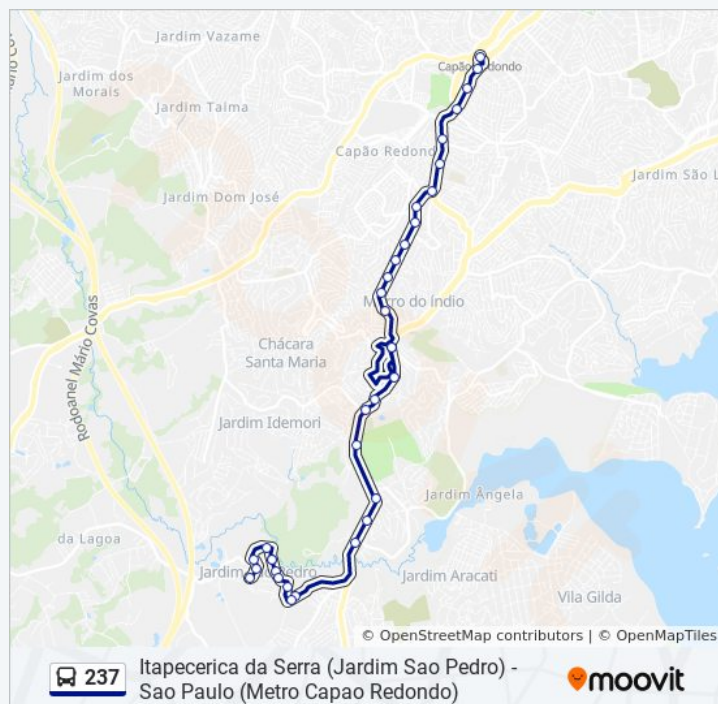 Jardim Vazame
Capão Redondo
Jardim dos
Morais
Jardim Taima
Capão Redond
Jardim São L
Jardim Dom José
Rodoanel Mário Covas
Morro do Índio
Chácara
Santa Maria
Jardim Idemori
Jardim Ângela
da Lagoa
Jardim Aracati
Vila Gilda
© OpenStreetMap contributors | © OpenMapTiles
237
Itapecerica da Serra (Jardim Sao Pedro) -
Sao Paulo (Metro Capao Redondo)
moovit